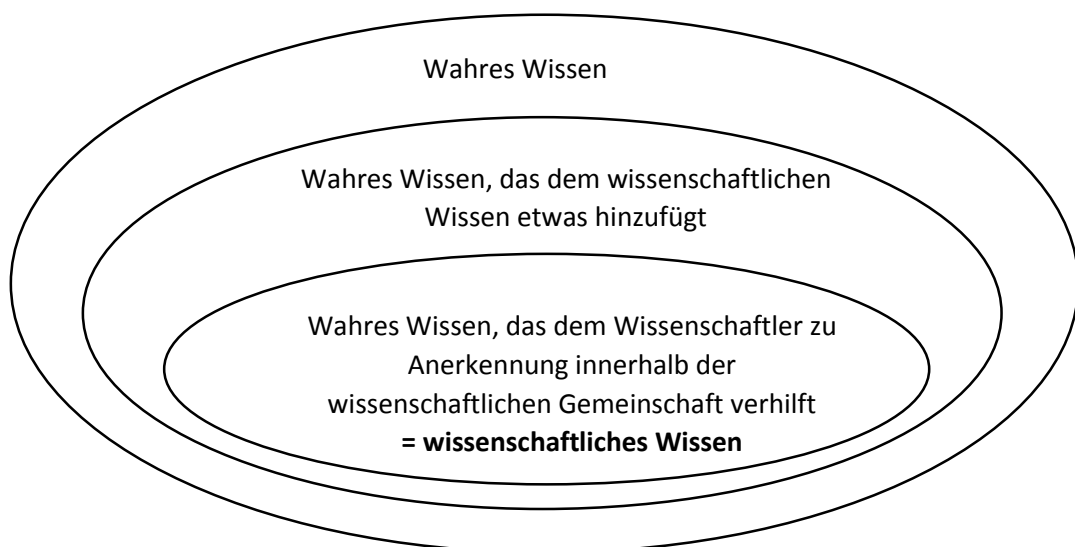 Wahres Wissen
Wahres Wissen, das dem wissenschaftlichen
Wissen etwas hinzufügt
Wahres Wissen, das dem Wissenschaftler zu
Anerkennung innerhalb der
wissenschaftlichen Gemeinschaft verhilft
= wissenschaftliches Wissen